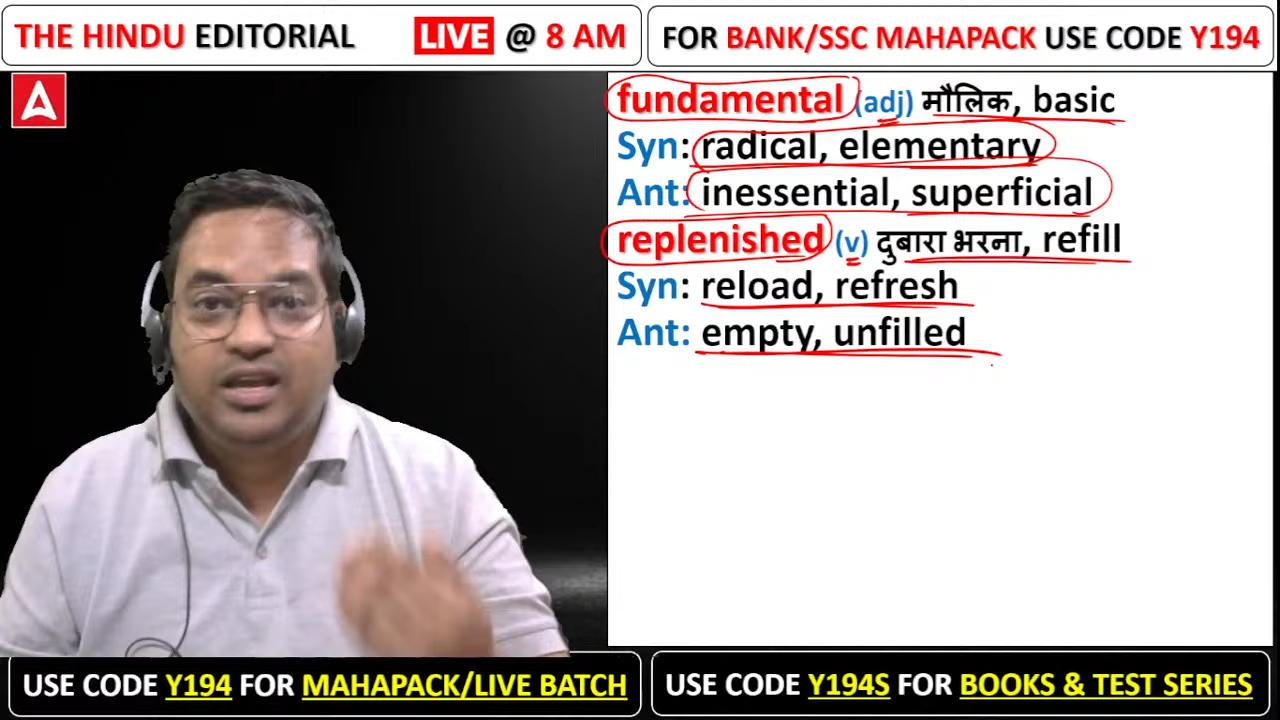 THE HINDU EDITORIAL LIVE @ 8 AM
FOR BANK/SSC MAHAPACK USE CODE Y194
fundamental (adj) मौलिक, basic
Syn: radical, elementary
Ant: inessential, superficial
replenished (v) दुबारा भरना, refill
Syn: reload, refresh
Ant: empty, unfilled
USE CODE Y194 FOR MAHAPACK/LIVE BATCH
USE CODE Y194S FOR BOOKS & TEST SERIES